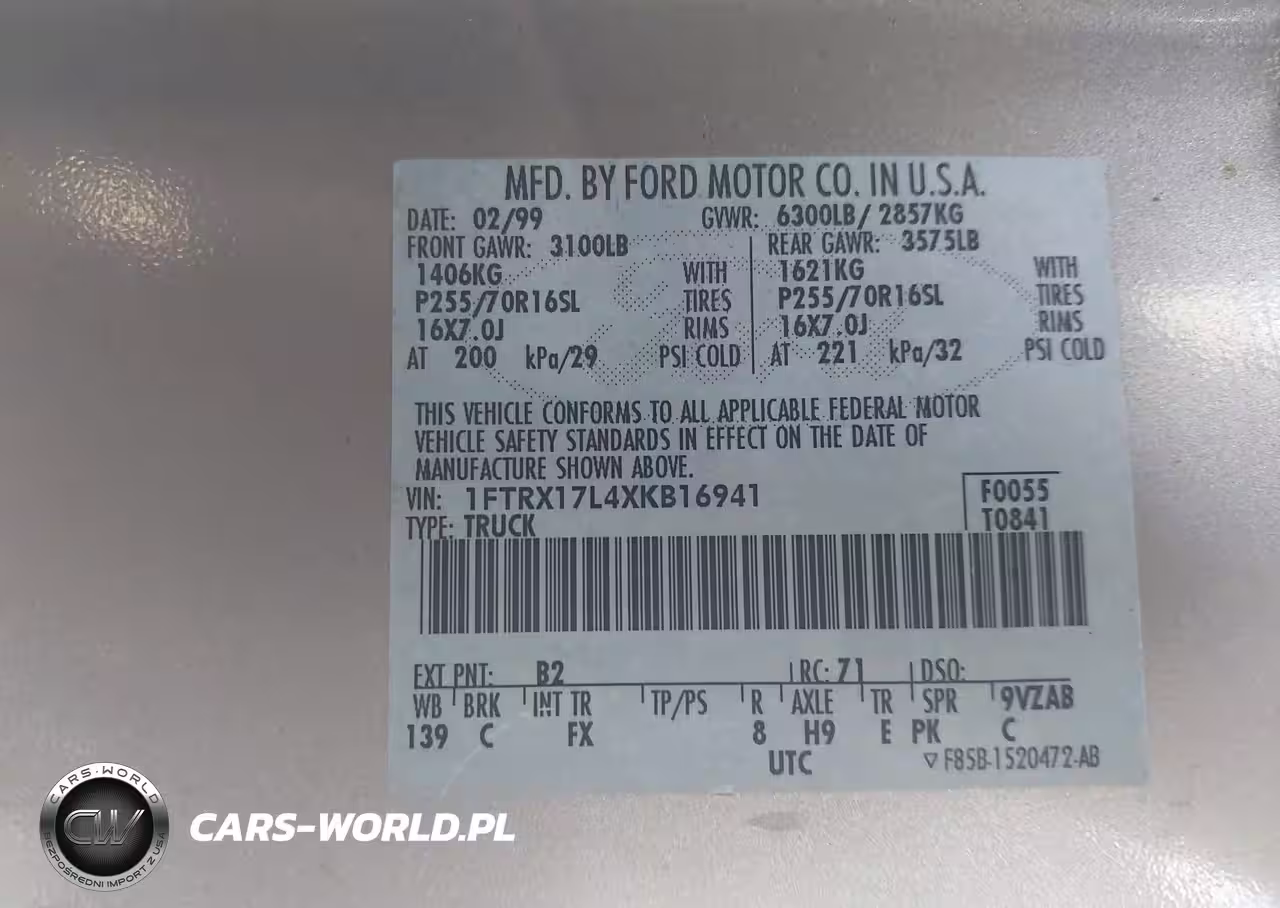 MFD. BY FORD MOTOR CO. IN U.S.A.
DATE: 02/99 GVWR: 6300LB/ 2857KG
FRONT GAWR: 3100LB REAR GAWR: 3575LB
1406KG WITH 1621KG WITH
P255/70R16SL TIRES P255/70R16SL TIRES
16X7.0J RIMS 16X7.0J RIMS
AT 200 kPa/29 PSI COLD AT 221 kPa/32 PSI COLD
THIS VEHICLE CONFORMS TO ALL APPLICABLE FEDERAL MOTOR
VEHICLE SAFETY STANDARDS IN EFFECT ON THE DATE OF
MANUFACTURE SHOWN ABOVE.
VIN: 1FTRX17L4XKB16941 F0055
TYPE: TRUCK T0841
EXT PNT: B2 RC: 71 DSO:
WB BRK INT TR TP/PS R AXLE TR SPR 9VZAB
139 C FX 8 H9 E PK C
UTC ▽ F85B-1520472-AB
CARS-WORLD
CW
BEZPOŚREDNI IMPORT Z USA
CARS-WORLD.PL